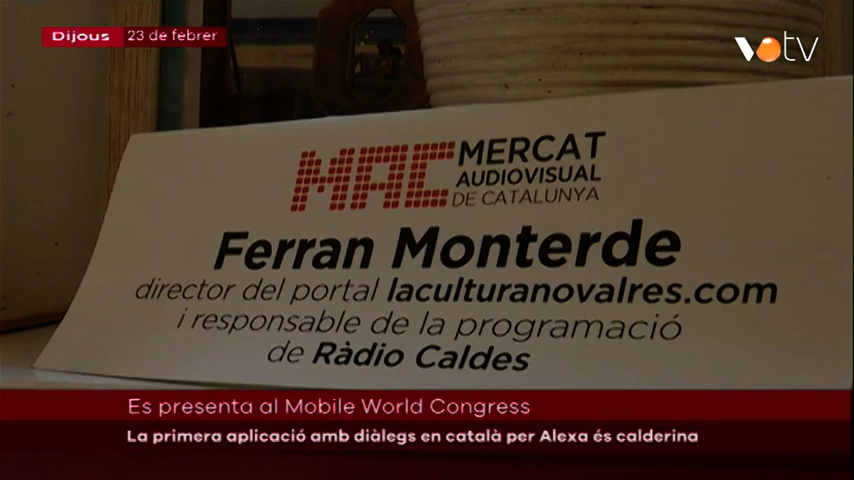 Dijous 23 de febrer
votv
MAC MERCAT
AUDIOVISUAL
DE CATALUNYA
Ferran Monterde
director del portal laculturanovalres.com
i responsable de la programació
de Ràdio Caldes
Es presenta al Mobile World Congress
La primera aplicació amb diàlegs en català per Alexa és calderina